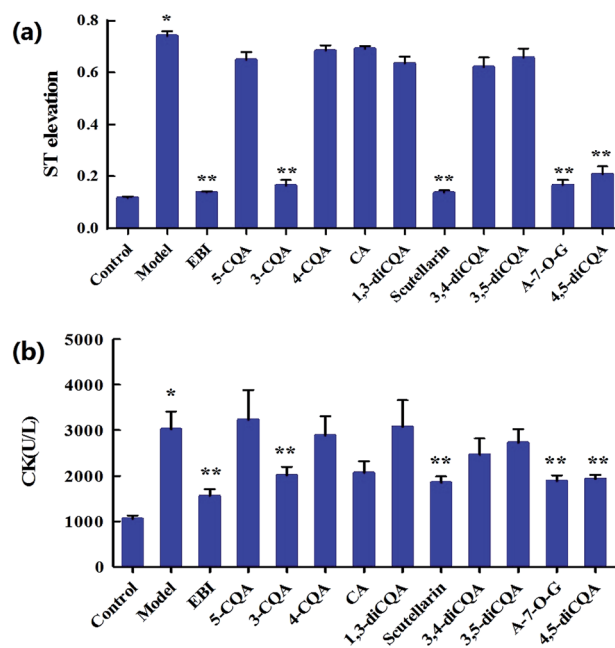 (a)
ST elevation
0.8
0.6
0.4
0.2
0.0
*
**
**
**
**
**
Control
Model
EBI
5-CQA
3-CQA
4-CQA
CA
1,3-diCQA
Scutellarin
3,4-diCQA
3,5-diCQA
A-7-O-G
4,5-diCQA
(b)
CK(U/L)
5000
4000
3000
2000
1000
0
*
**
**
**
**
**
Control
Model
EBI
5-CQA
3-CQA
4-CQA
CA
1,3-diCQA
Scutellarin
3,4-diCQA
3,5-diCQA
A-7-O-G
4,5-diCQA